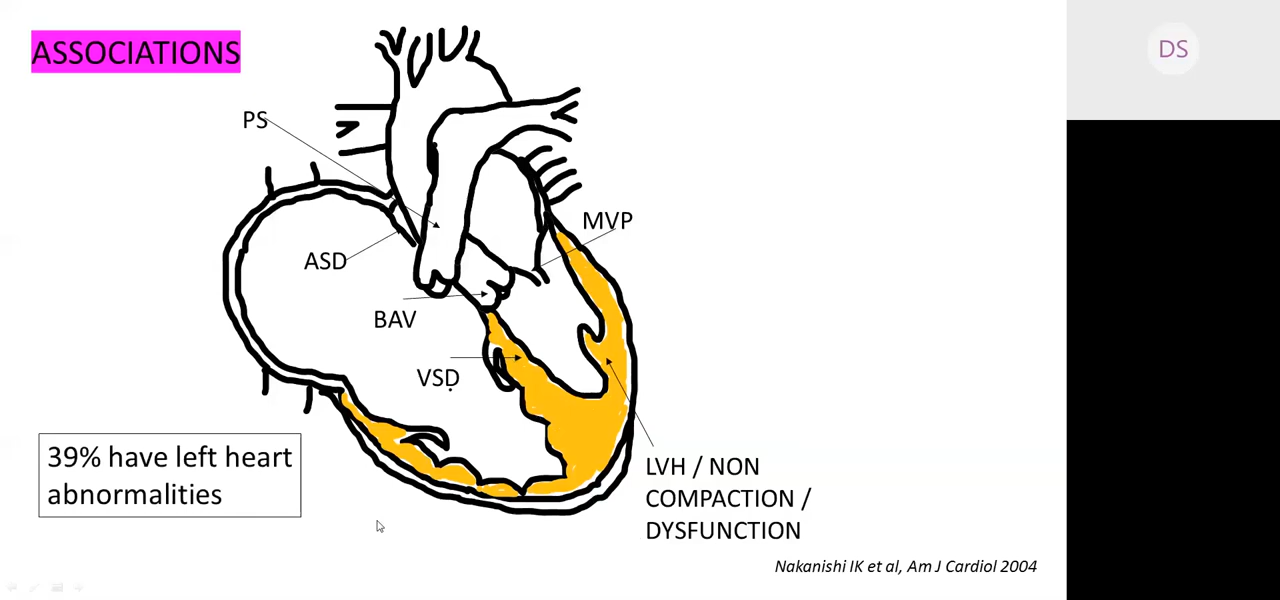 ASSOCIATIONS
DS
PS
MVP
ASD
BAV
VSD
39% have left heart
abnormalities
LVH / NON
COMPACTION /
DYSFUNCTION
Nakanishi IK et al, Am J Cardiol 2004